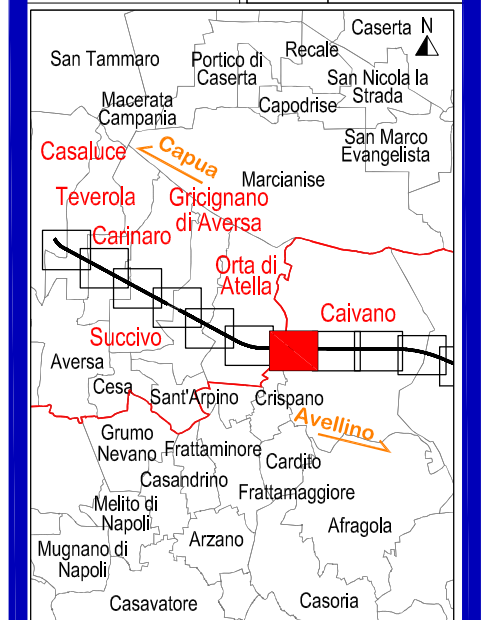 Caserta
N
San Tammaro
Portico di
Caserta
Recale
San Nicola la
Strada
Macerata
Campania
Capodrise
San Marco
Evangelista
Casaluce
Capua
Marcianise
Teverola
Gricignano
di Aversa
Carinaro
Orta di
Atella
Caivano
Succivo
Aversa
Cesa
Sant'Arpino
Crispano
Avellino
Grumo
Nevano
Frattaminore
Cardito
Casandrino
Frattamaggiore
Melito di
Napoli
Afragola
Arzano
Mugnano di
Napoli
Casavatore
Casoria